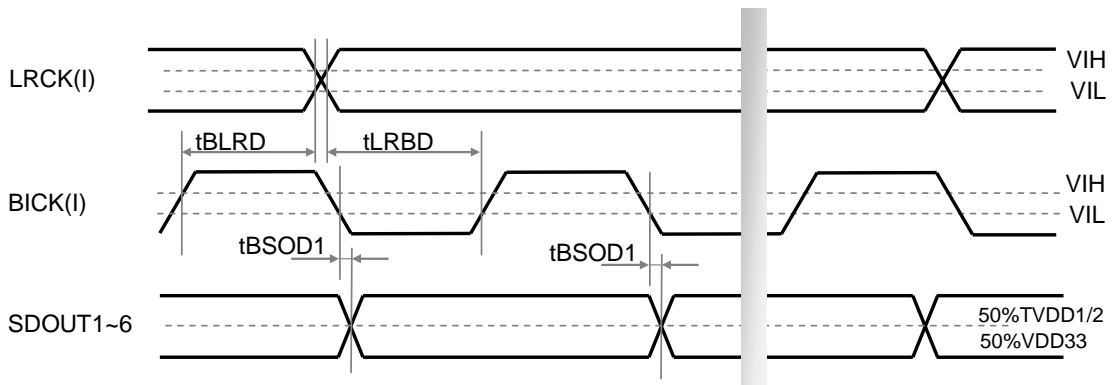 LRCK(I)
VIH
VIL
tBLRD
tLRBD
BICK(I)
VIH
VIL
tBSOD1
tBSOD1
SDOUT1~6
50%TVDD1/2
50%VDD33